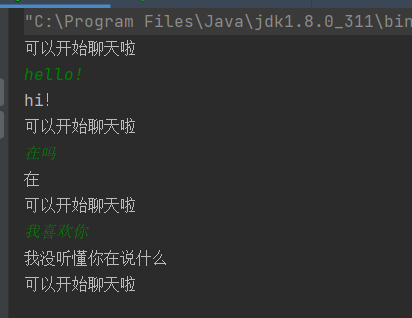 "C:\Program Files\Java\jdk1.8.0_311\bin
可以开始聊天啦
hello!
hi!
可以开始聊天啦
在吗
在
可以开始聊天啦
我喜欢你
我没听懂你在说什么
可以开始聊天啦